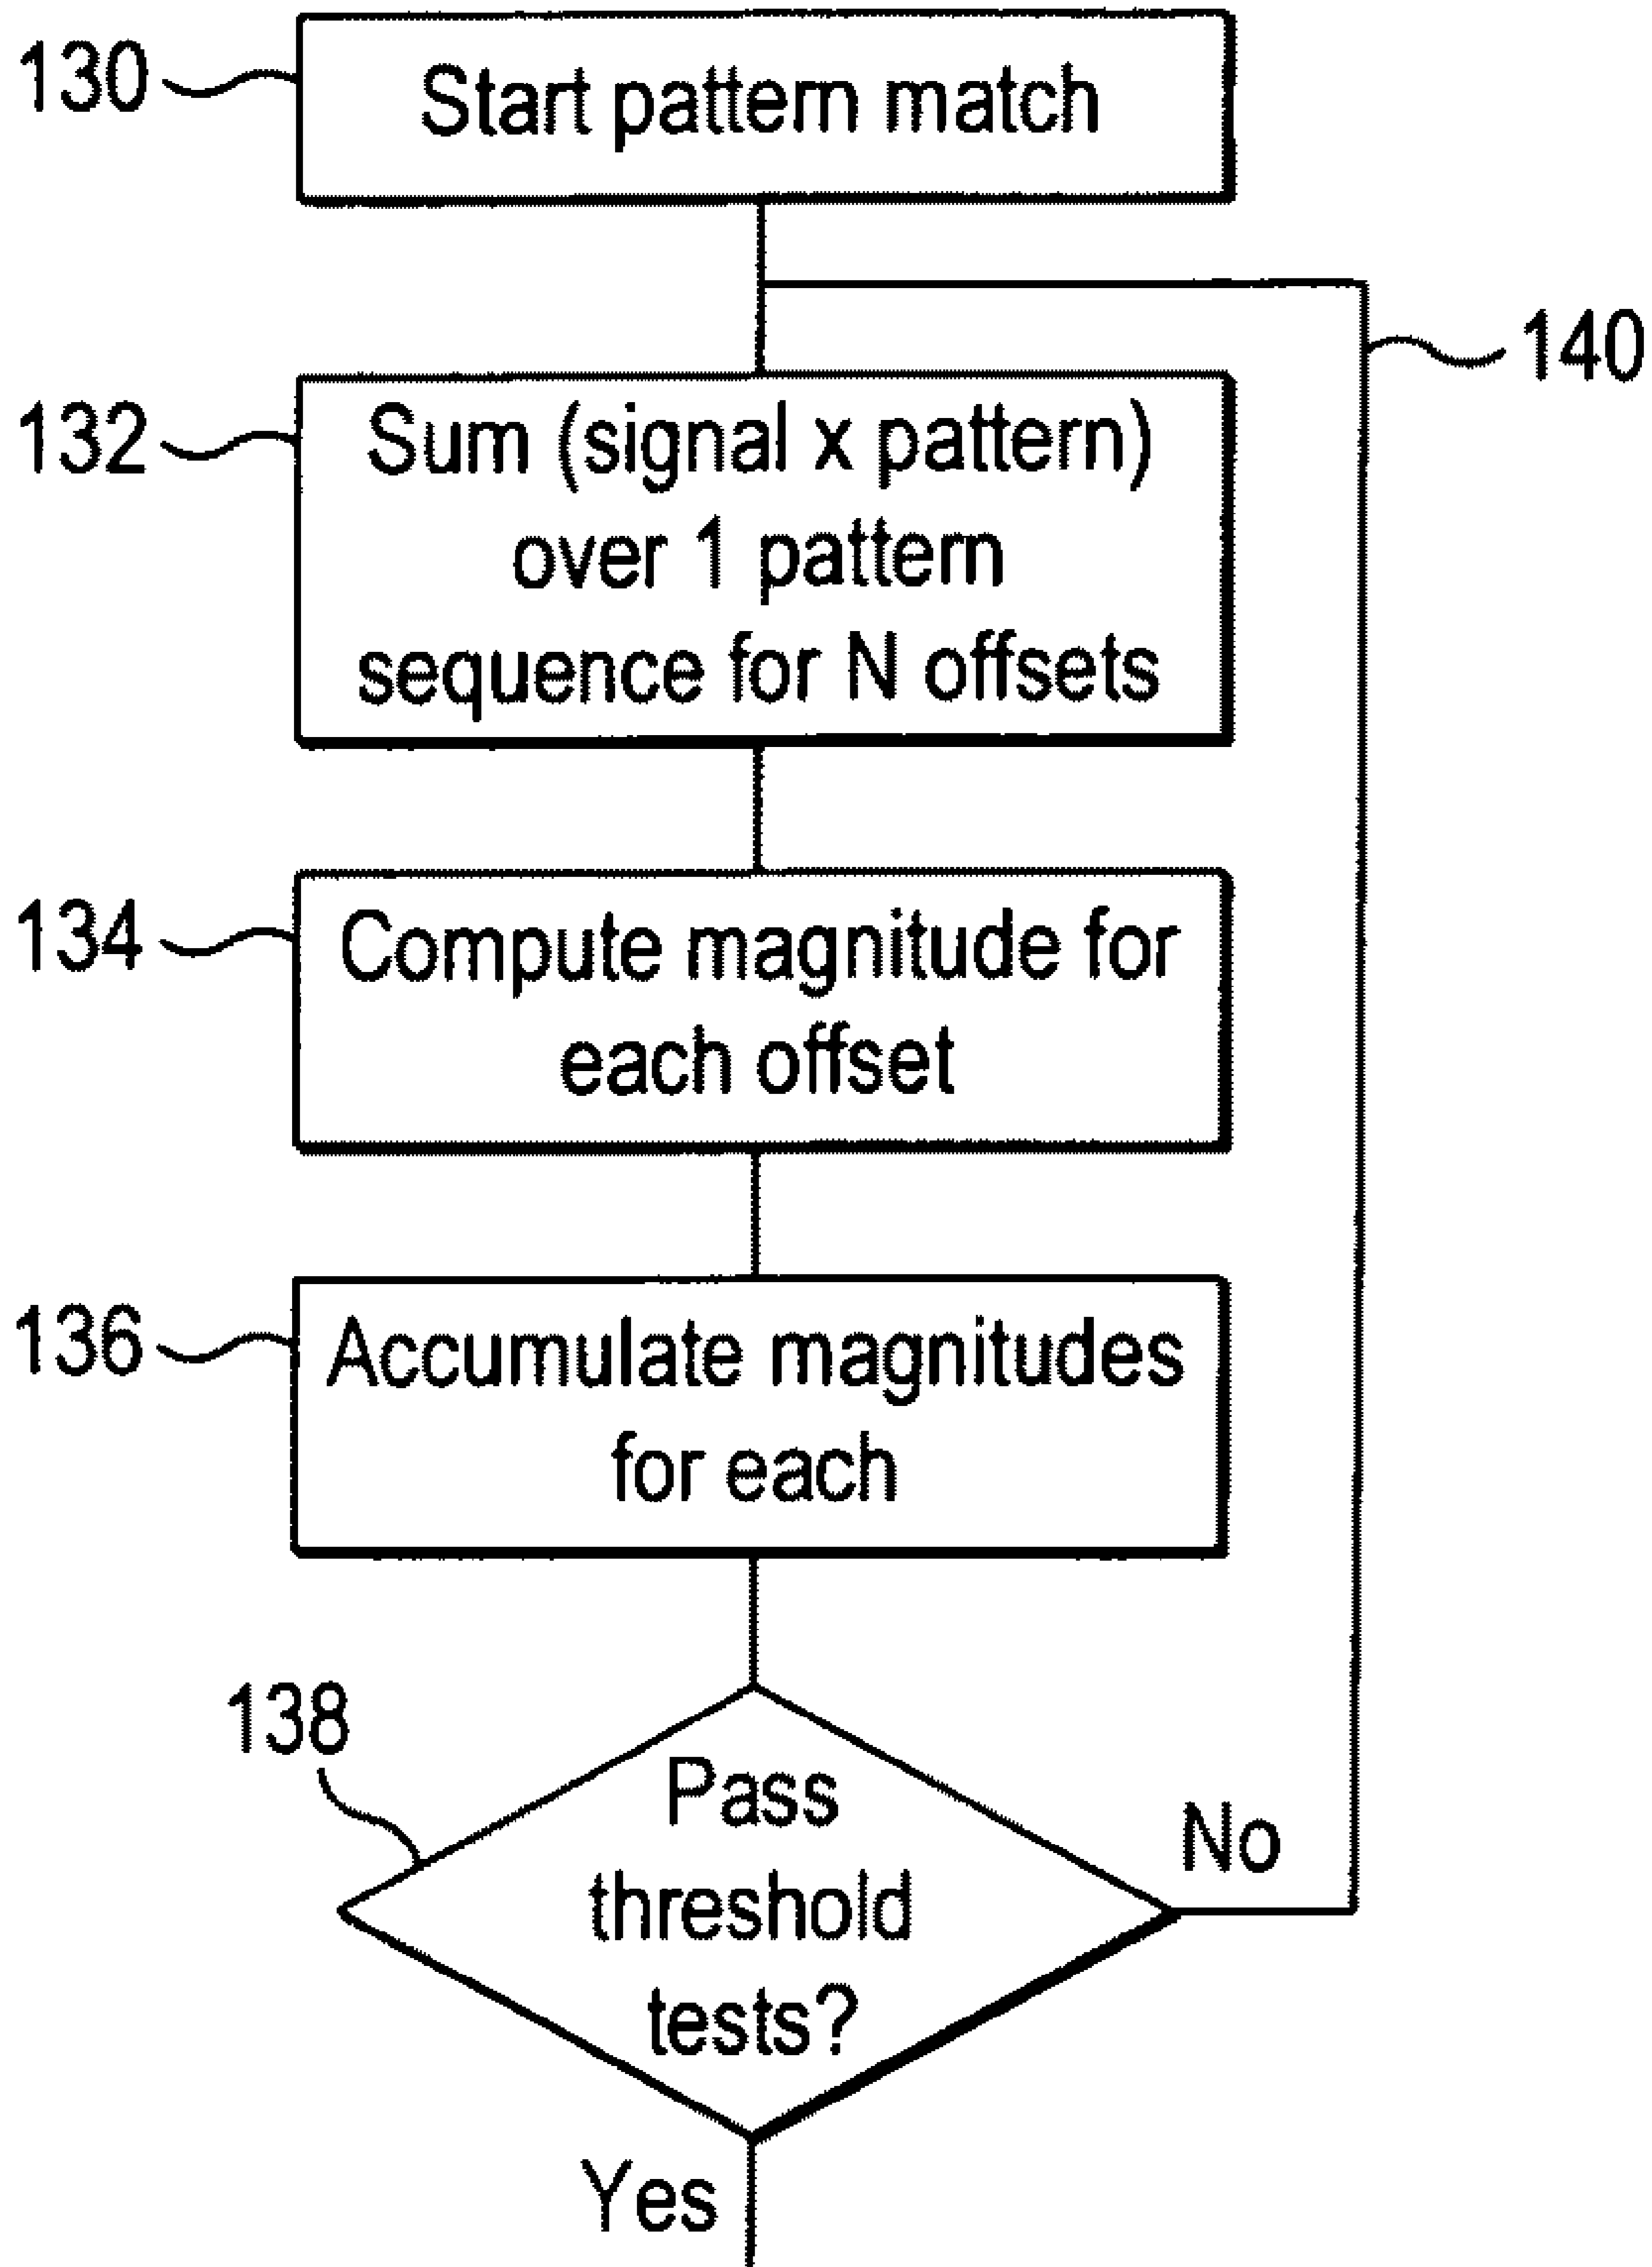 130
Start pattern match
140
132
Sum (signal x pattern)
over 1 pattern
sequence for N offsets
134
Compute magnitude for
each offset
136
Accumulate magnitudes
for each
138
Pass
threshold
tests?
No
Yes